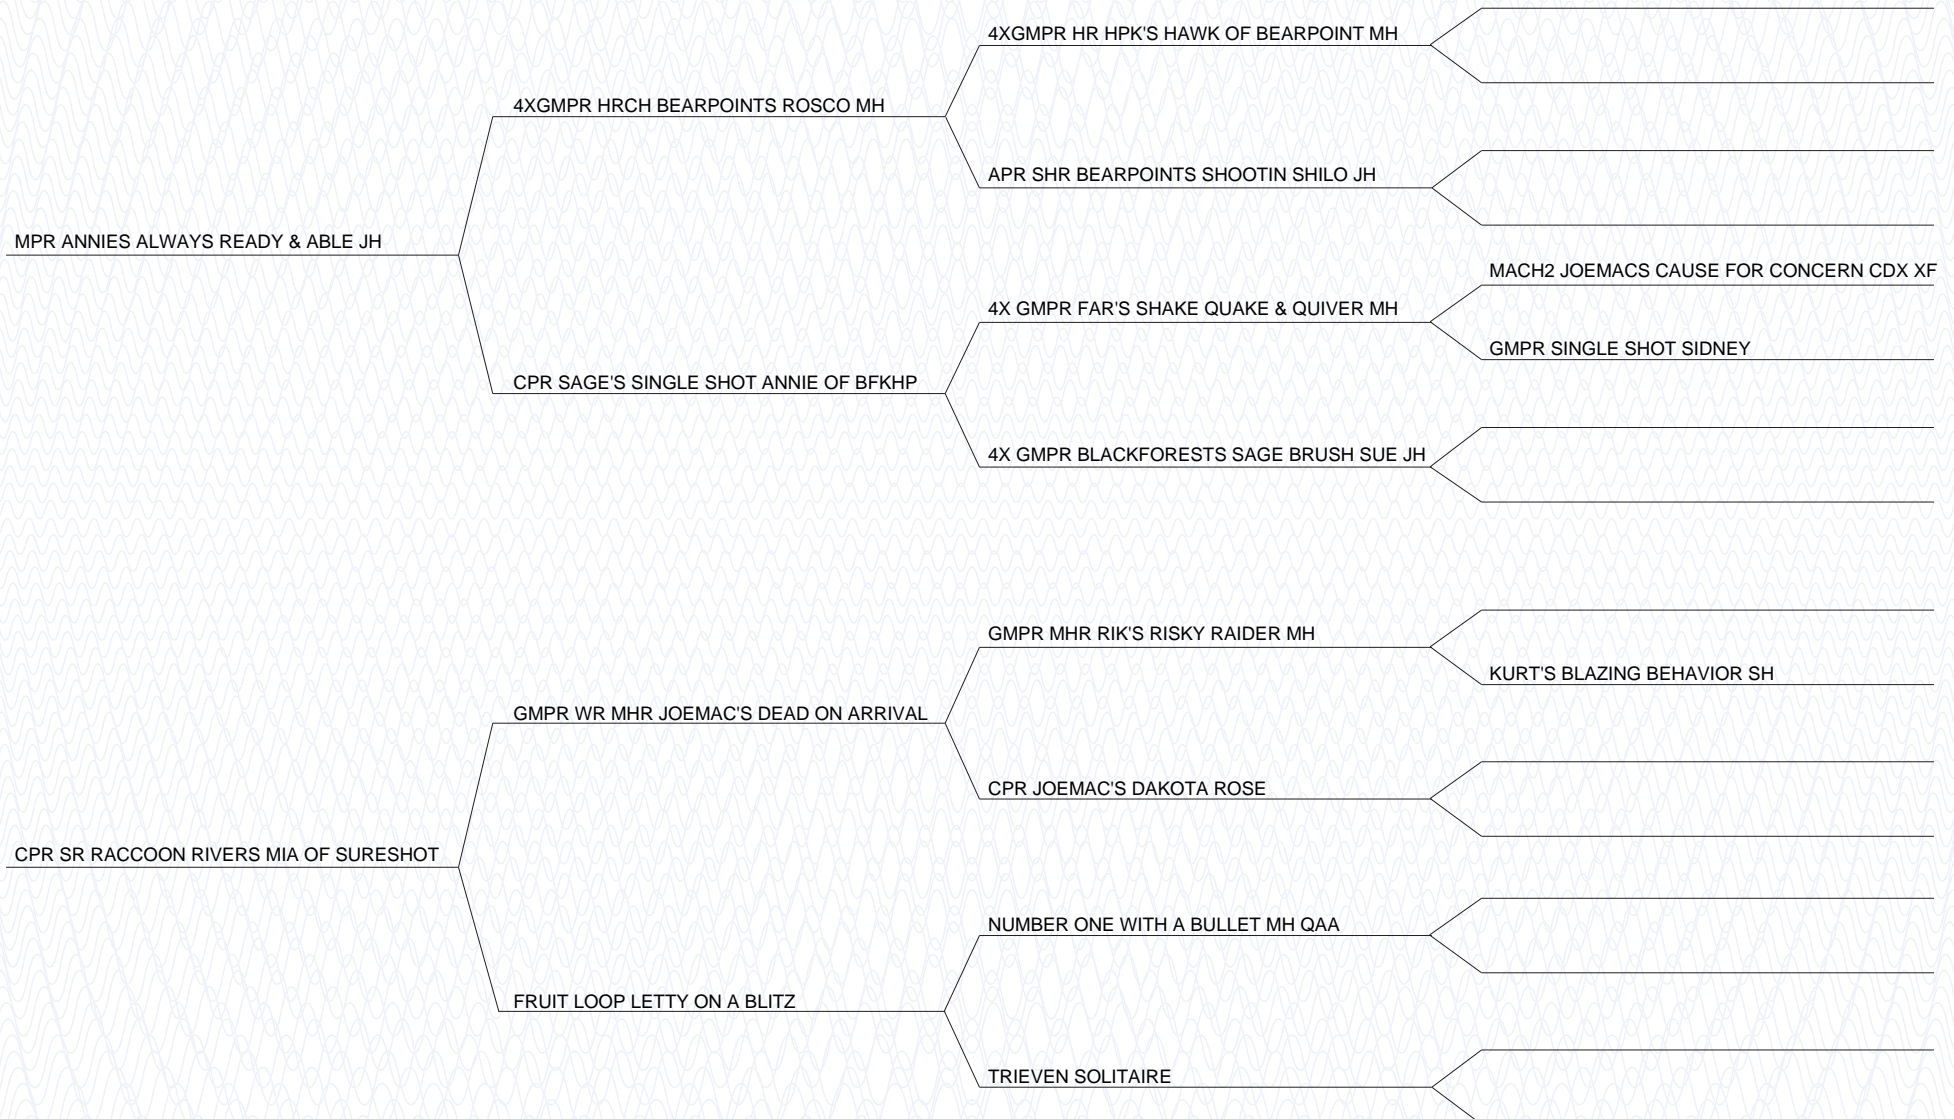 4XGMPR HR HPK'S HAWK OF BEARPOINT MH
4XGMPR HRCH BEARPOINTS ROSCO MH
APR SHR BEARPOINTS SHOOTIN SHILO JH
MPR ANNIES ALWAYS READY & ABLE JH
MACH2 JOEMACS CAUSE FOR CONCERN CDX XF
4X GMPR FAR'S SHAKE QUAKE & QUIVER MH
GMPR SINGLE SHOT SIDNEY
CPR SAGE'S SINGLE SHOT ANNIE OF BFKHP
4X GMPR BLACKFORESTS SAGE BRUSH SUE JH
GMPR MHR RIK'S RISKY RAIDER MH
KURT'S BLAZING BEHAVIOR SH
GMPR WR MHR JOEMAC'S DEAD ON ARRIVAL
CPR JOEMAC'S DAKOTA ROSE
CPR SR RACCOON RIVERS MIA OF SURESHOT
NUMBER ONE WITH A BULLET MH QAA
FRUIT LOOP LETTY ON A BLITZ
TRIEVEN SOLITAIRE